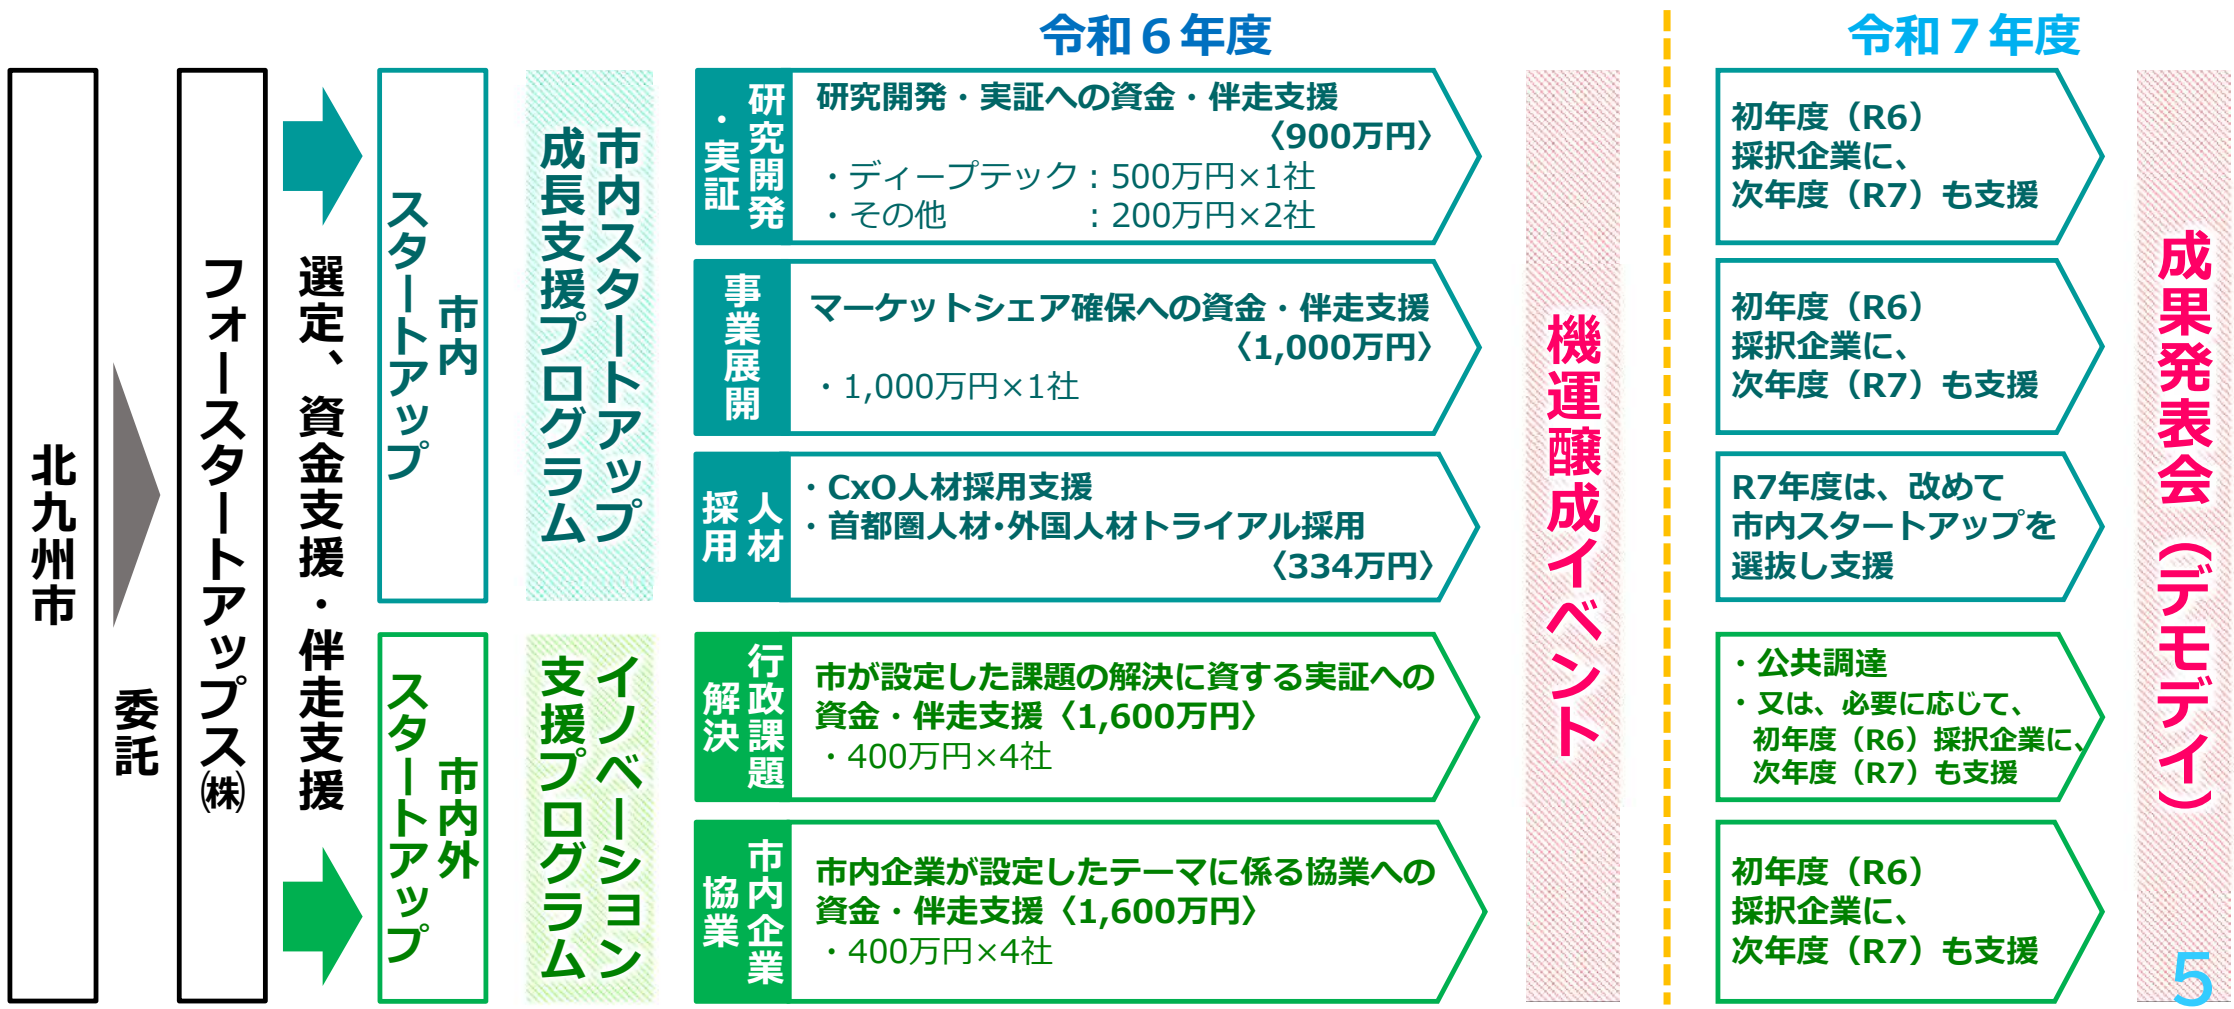 令和６年度
令和７年度
北九州市
委託
フォースタートアップス㈱
選定、資金支援・伴走支援
市内
スタートアップ
市内スタートアップ
成長支援プログラム
研究開発
・実証
研究開発・実証への資金・伴走支援
〈900万円〉
・ディープテック：500万円×1社
・その他　　　　：200万円×2社
事業展開
マーケットシェア確保への資金・伴走支援
〈1,000万円〉
・1,000万円×1社
人材
採用
・CxO人材採用支援
・首都圏人材･外国人材トライアル採用
〈334万円〉
市内外
スタートアップ
イノベーション
支援プログラム
行政課題
解決
市が設定した課題の解決に資する実証への
資金・伴走支援〈1,600万円〉
・400万円×4社
市内企業
協業
市内企業が設定したテーマに係る協業への
資金・伴走支援〈1,600万円〉
・400万円×4社
機運醸成イベント
初年度（R6）
採択企業に、
次年度（R7）も支援
初年度（R6）
採択企業に、
次年度（R7）も支援
R7年度は、改めて
市内スタートアップを
選抜し支援
・公共調達
・又は、必要に応じて、
初年度（R6）採択企業に、
次年度（R7）も支援
初年度（R6）
採択企業に、
次年度（R7）も支援
成果発表会（デモデイ）
5